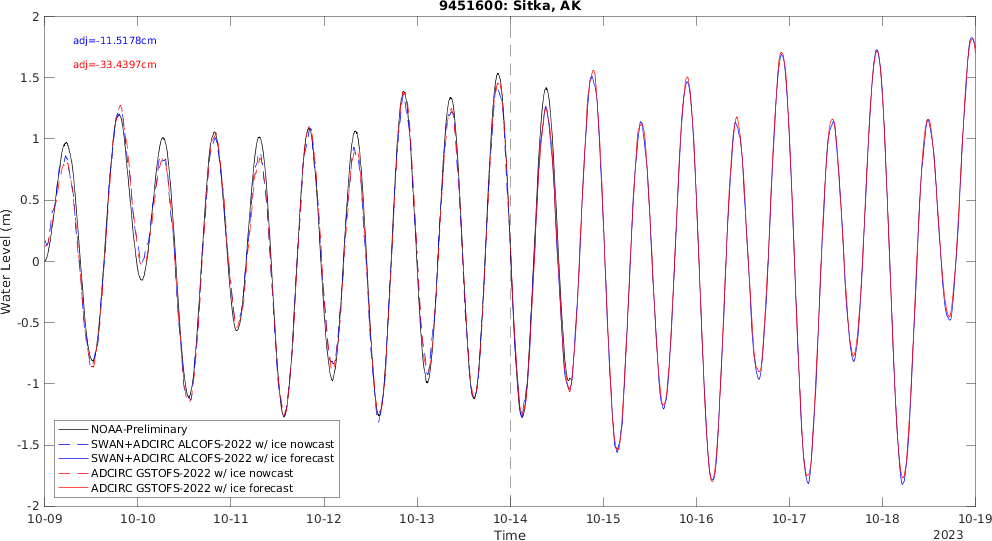 9451600: Sitka, AK
adj=-11.5178cm
adj=-33.4397cm
2
1.5
1
0.5
0
-0.5
-1
-1.5
-2
Water Level (m)
NOAA-Preliminary
SWAN+ADCIRC ALCOFS-2022 w/ ice nowcast
SWAN+ADCIRC ALCOFS-2022 w/ ice forecast
ADCIRC GSTOFS-2022 w/ ice nowcast
ADCIRC GSTOFS-2022 w/ ice forecast
10-09 10-10 10-11 10-12 10-13 10-14 10-15 10-16 10-17 10-18 10-19
Time
2023